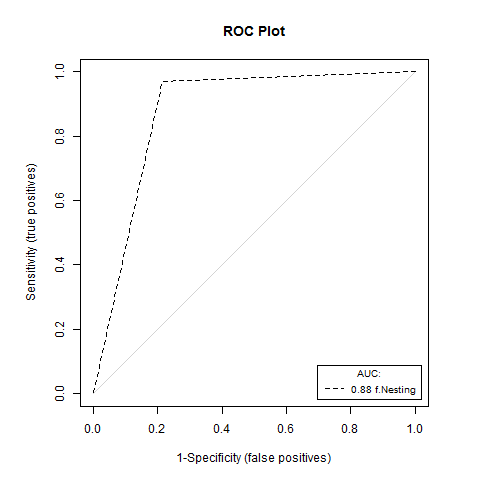 ROC Plot
Sensitivity (true positives)
1.0
0.8
0.6
0.4
0.2
0.0
AUC:
0.88 f.Nesting
0.0 0.2 0.4 0.6 0.8 1.0
1-Specificity (false positives)